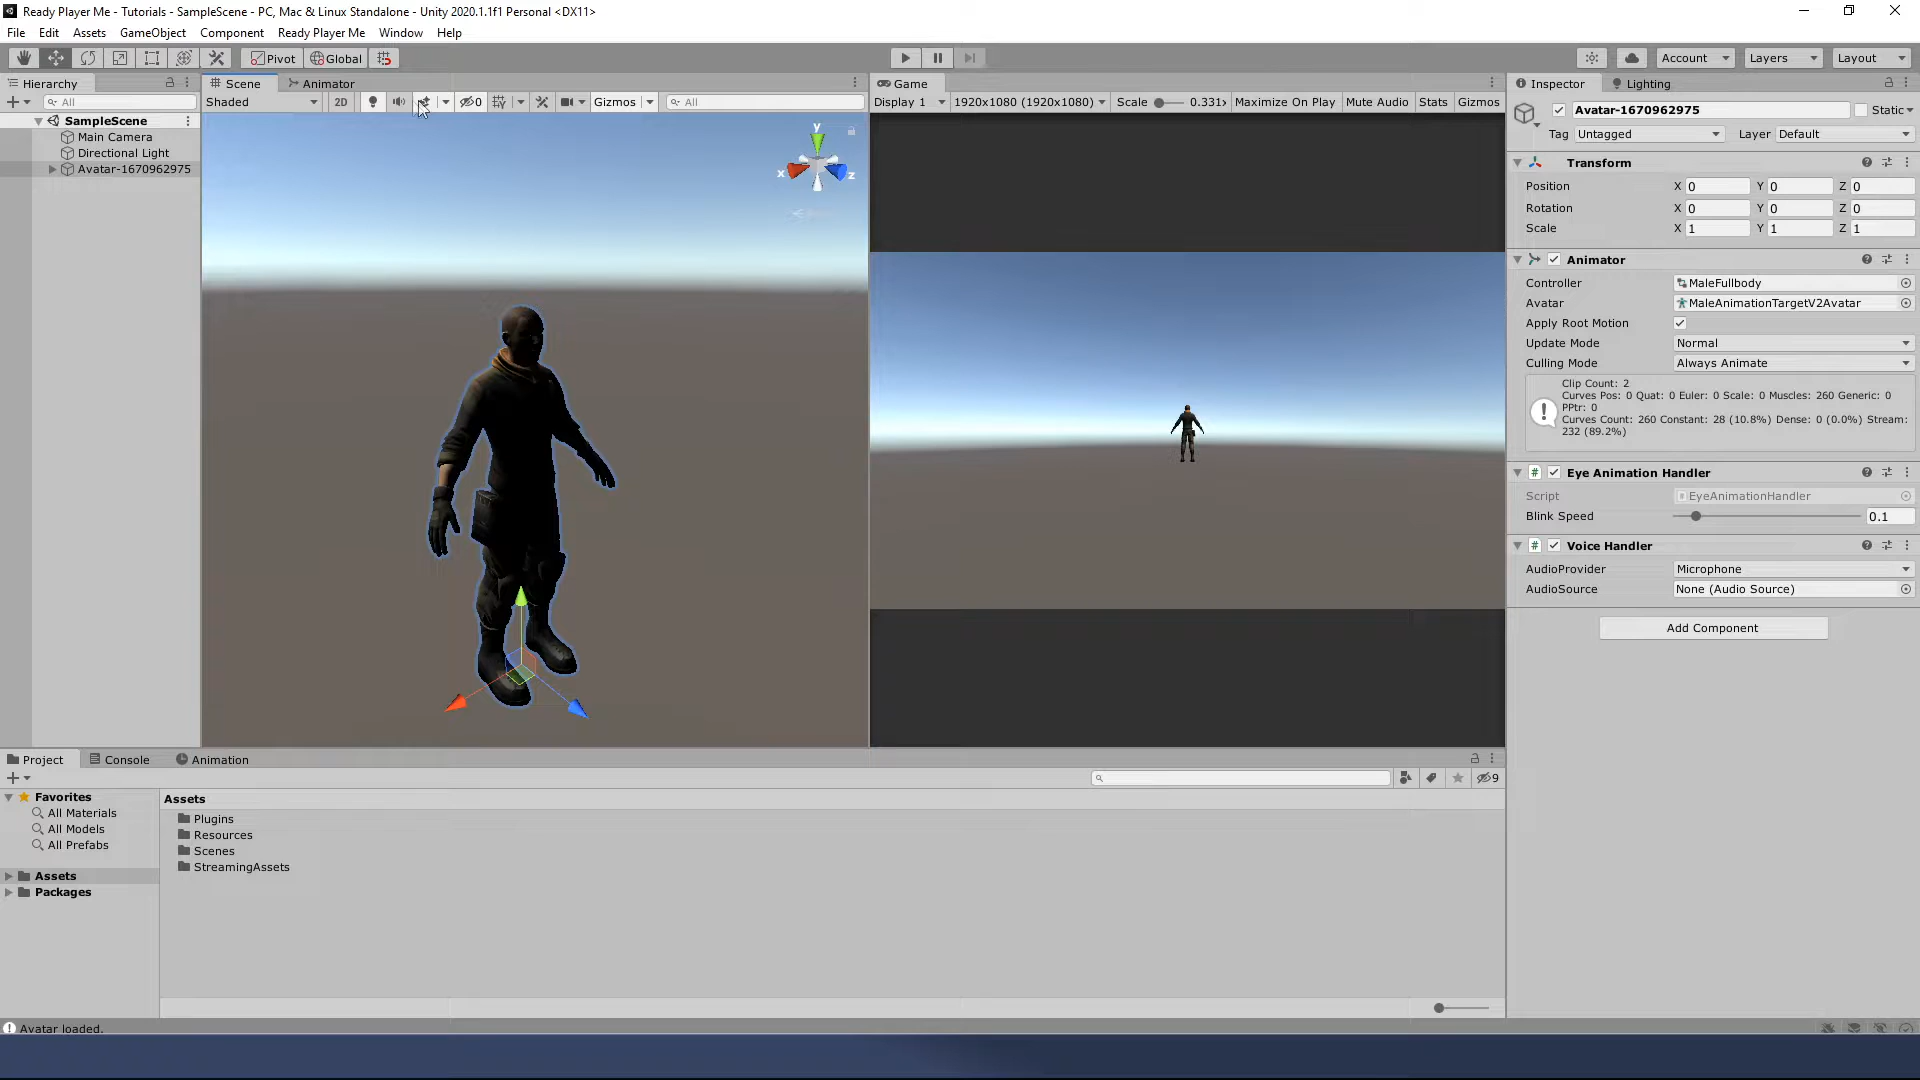 Ready Player Me - Tutorials - SampleScene - PC, Mac & Linux Standalone - Unity 2020.1.1f1 Personal <DX11>
File Edit Assets GameObject Component Ready Player Me Window Help
Pivot Global Account Layers Layout
Hierarchy
All
SampleScene
Main Camera
Directional Light
Avatar-1670962975
Scene Animator
Shaded 2D 0 Gizmos All
y
x
z
Game
Display 1 1920x1080 (1920x1080) Scale 0.331x Maximize On Play Mute Audio Stats Gizmos
Inspector Lighting
Avatar-1670962975 Static
Tag Untagged Layer Default
Transform
Position X 0 Y 0 Z 0
Rotation X 0 Y 0 Z 0
Scale X 1 Y 1 Z 1
Animator
Controller MaleFullbody
Avatar MaleAnimationTargetV2Avatar
Apply Root Motion
Update Mode Normal
Culling Mode Always Animate
Clip Count: 2
Curves Pos: 0 Quat: 0 Euler: 0 Scale: 0 Muscles: 260 Generic: 0
PPtr: 0
Curves Count: 260 Constant: 28 (10.8%) Dense: 0 (0.0%) Stream:
232 (89.2%)
# Eye Animation Handler
Script EyeAnimationHandler
Blink Speed 0.1
# Voice Handler
AudioProvider Microphone
AudioSource None (Audio Source)
Add Component
Project Console Animation
9
Favorites
All Materials
All Models
All Prefabs
Assets
Packages
Assets
Plugins
Resources
Scenes
StreamingAssets
Avatar loaded.